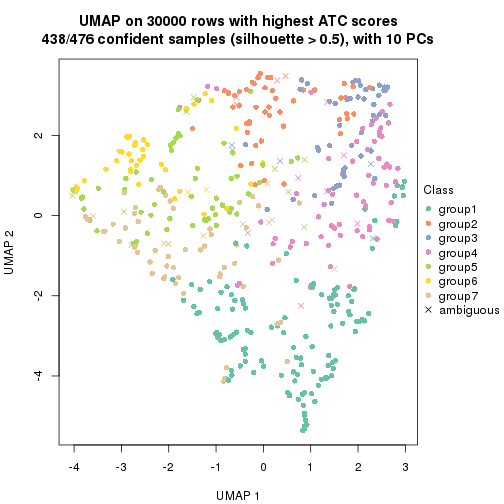 UMAP on 30000 rows with highest ATC scores
438/476 confident samples (silhouette > 0.5), with 10 PCs
Class
group1
group2
group3
group4
group5
group6
group7
ambiguous
2
0
-2
-4
UMAP 2
-4 -3 -2 -1 0 1 2 3
UMAP 1